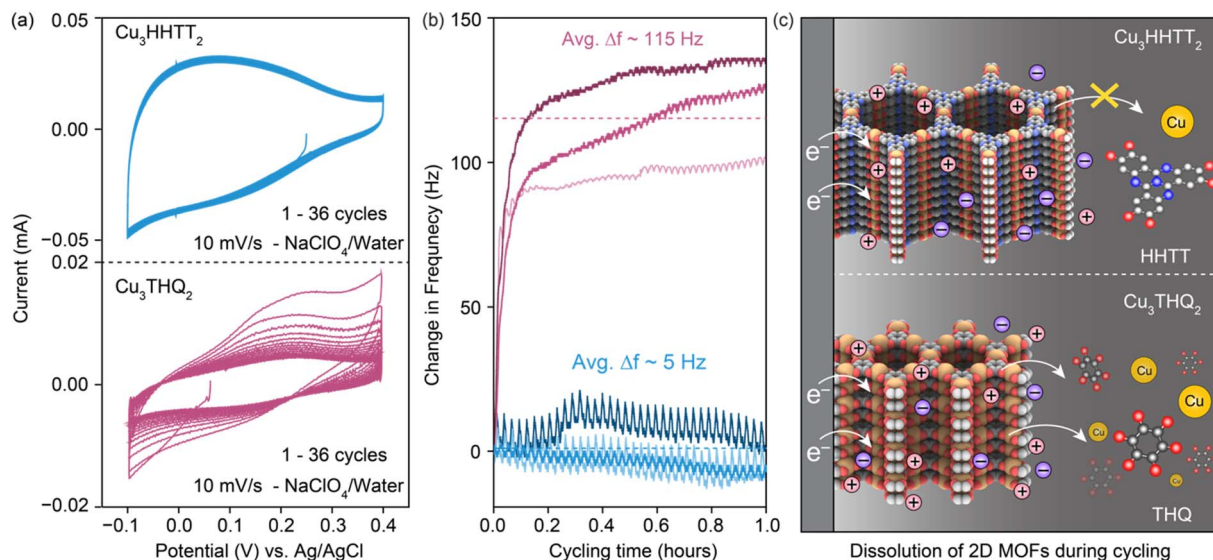 (a)
0.05
Cu3HHTT2
0.00
1 - 36 cycles
10 mV/s - NaClO4/Water
−0.05
0.02
Cu3THQ2
0.00
1 - 36 cycles
10 mV/s - NaClO4/Water
−0.02
Current (mA)
−0.1 0.0 0.1 0.2 0.3 0.4
Potential (V) vs. Ag/AgCl
(b)
150
Avg. Δf ~ 115 Hz
100
50
Avg. Δf ~ 5 Hz
0
−19
Change in Frequnecy (Hz)
0.0 0.2 0.4 0.6 0.8 1.0
Cycling time (hours)
(c)
Cu3HHTT2
e−
e−
Cu
HHTT
Cu3THQ2
e−
e−
Cu
Cu
Cu
Cu
THQ
Dissolution of 2D MOFs during cycling